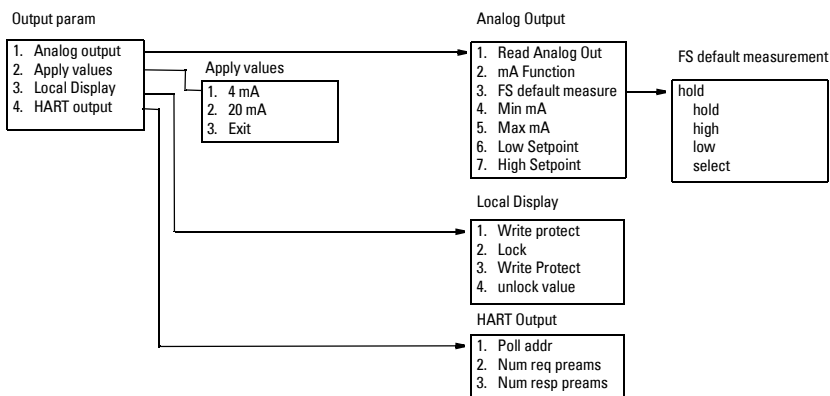 Output param
1. Analog output
2. Apply values
3. Local Display
4. HART output
Apply values
1. 4 mA
2. 20 mA
3. Exit
Analog Output
1. Read Analog Out
2. mA Function
3. FS default measure
4. Min mA
5. Max mA
6. Low Setpoint
7. High Setpoint
FS default measurement
hold
hold
high
low
select
Local Display
1. Write protect
2. Lock
3. Write Protect
4. unlock value
HART Output
1. Poll addr
2. Num req preams
3. Num resp preams